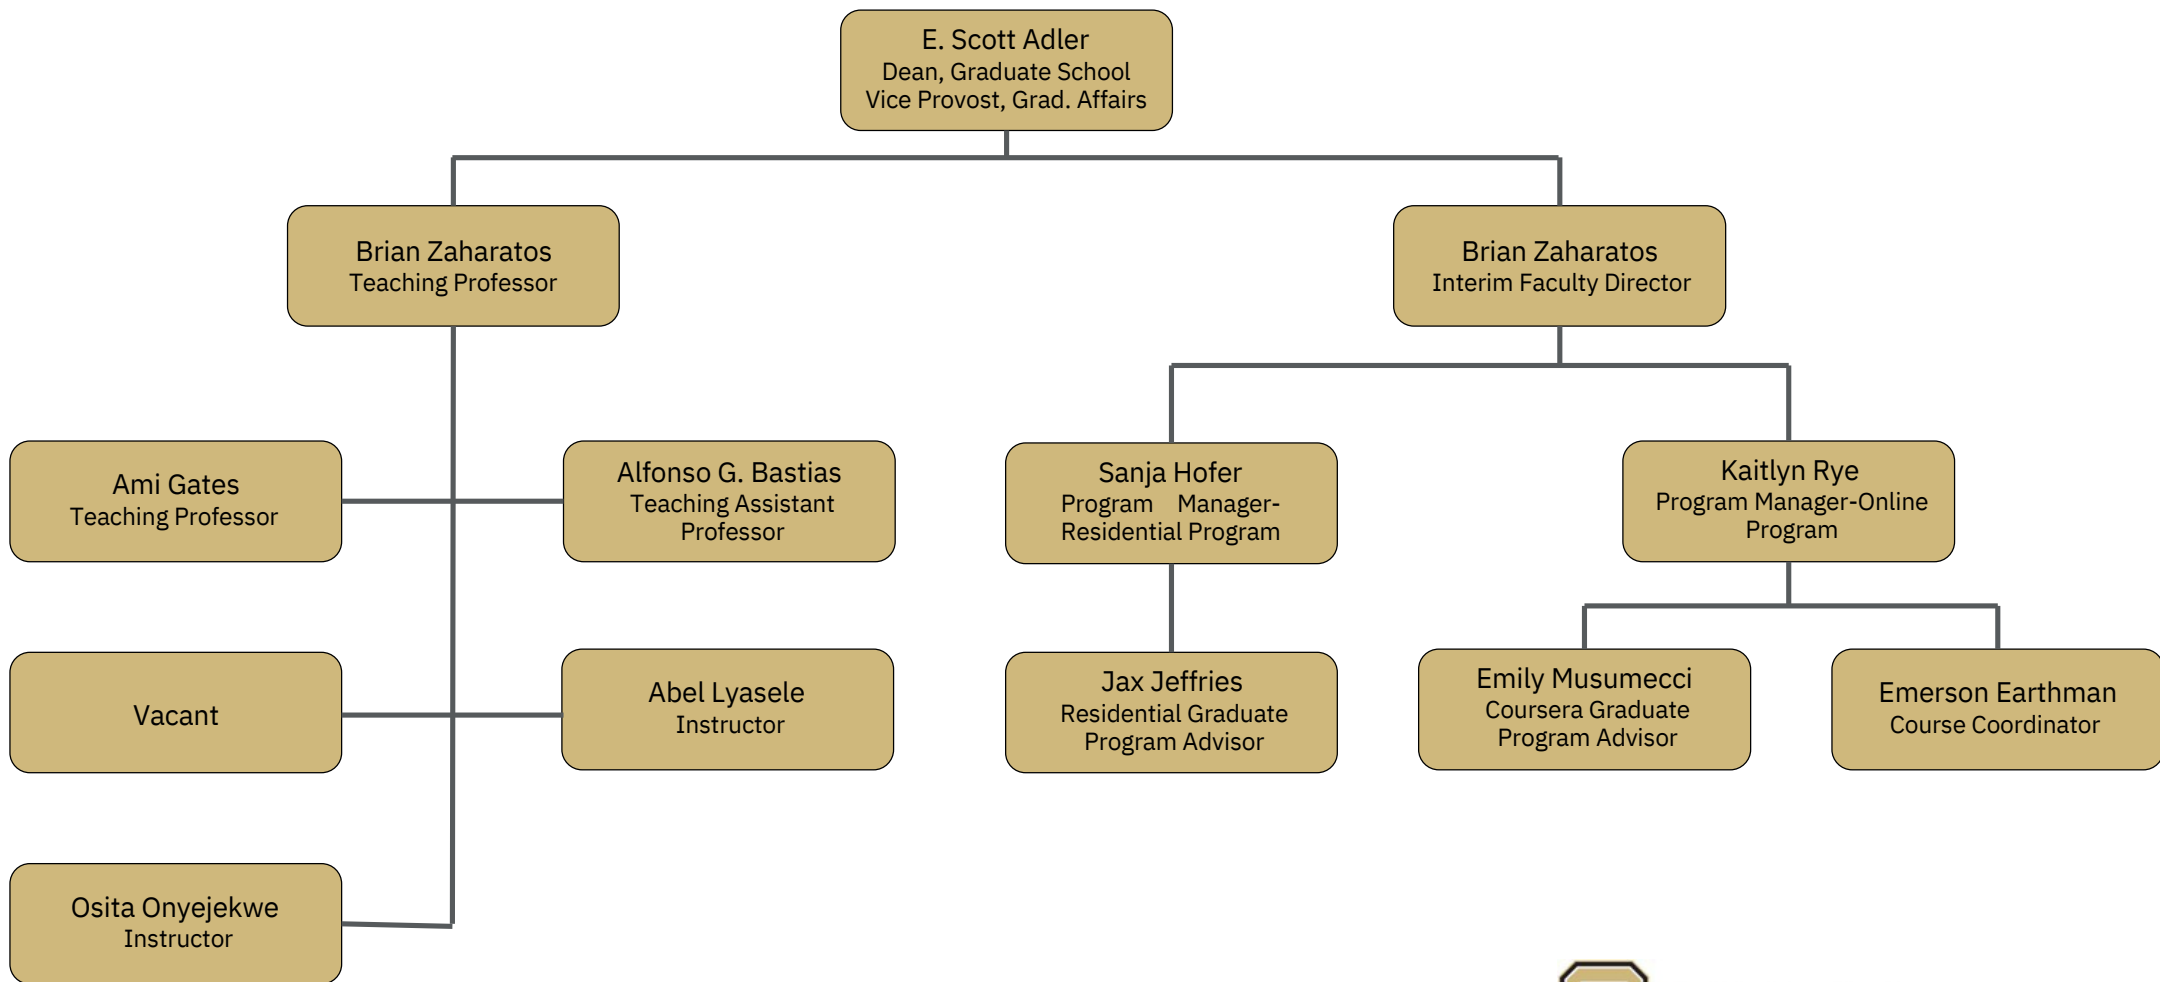 E. Scott Adler
Dean, Graduate School
Vice Provost, Grad. Affairs
Brian Zaharatos
Teaching Professor
Brian Zaharatos
Interim Faculty Director
Ami Gates
Teaching Professor
Alfonso G. Bastias
Teaching Assistant
Professor
Sanja Hofer
Program Manager-
Residential Program
Kaitlyn Rye
Program Manager-Online
Program
Vacant
Abel Lyasele
Instructor
Jax Jeffries
Residential Graduate
Program Advisor
Emily Musumecci
Coursera Graduate
Program Advisor
Emerson Earthman
Course Coordinator
Osita Onyejekwe
Instructor